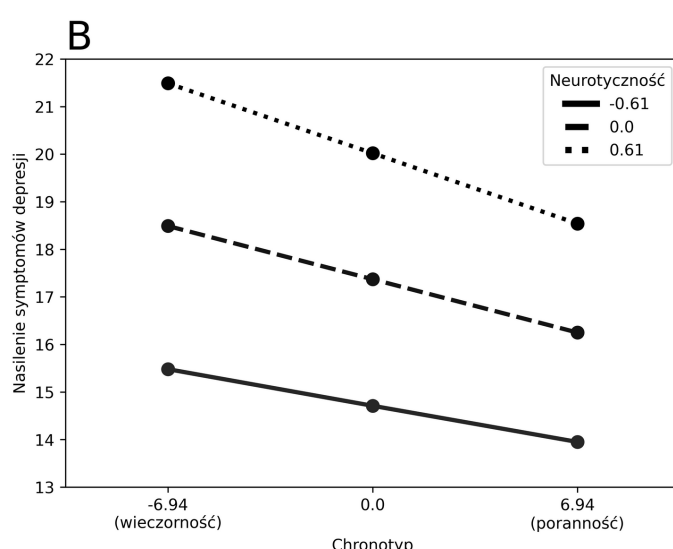 B
22
21
20
19
18
17
16
15
14
13
Nasilenie symptomów depresji
Neurotyczność
-0.61
0.0
0.61
-6.94
(wieczorność)
0.0
6.94
(poranność)
Chronotyp